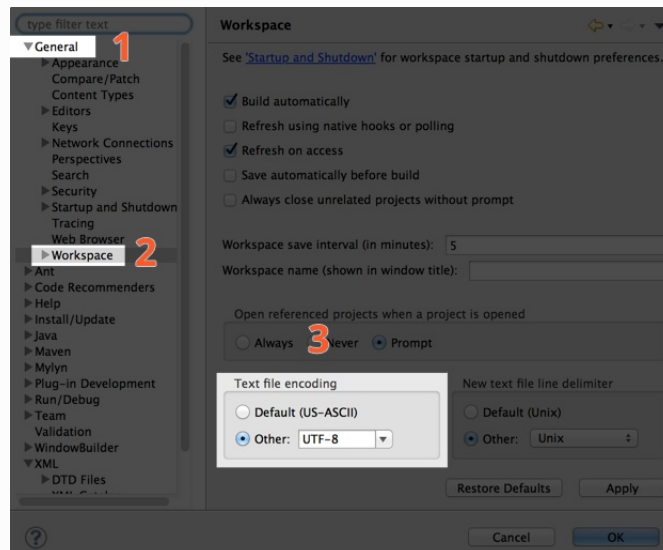 type filter text
General
1
Appearance
Compare/Patch
Content Types
Editors
Keys
Network Connections
Perspectives
Search
Security
Startup and Shutdown
Tracing
Web Browser
Workspace
2
Ant
Code Recommenders
Help
Install/Update
Java
Maven
Mylyn
Plug-in Development
Run/Debug
Team
Validation
WindowBuilder
XML
DTD Files
Workspace
See 'Startup and Shutdown' for workspace startup and shutdown preferences.
Build automatically
Refresh using native hooks or polling
Refresh on access
Save automatically before build
Always close unrelated projects without prompt
Workspace save interval (in minutes): 5
Workspace name (shown in window title):
Open referenced projects when a project is opened
Always Never Prompt
3
Text file encoding
Default (US-ASCII)
Other: UTF-8
New text file line delimiter
Default (Unix)
Other: Unix
Restore Defaults Apply
? Cancel OK